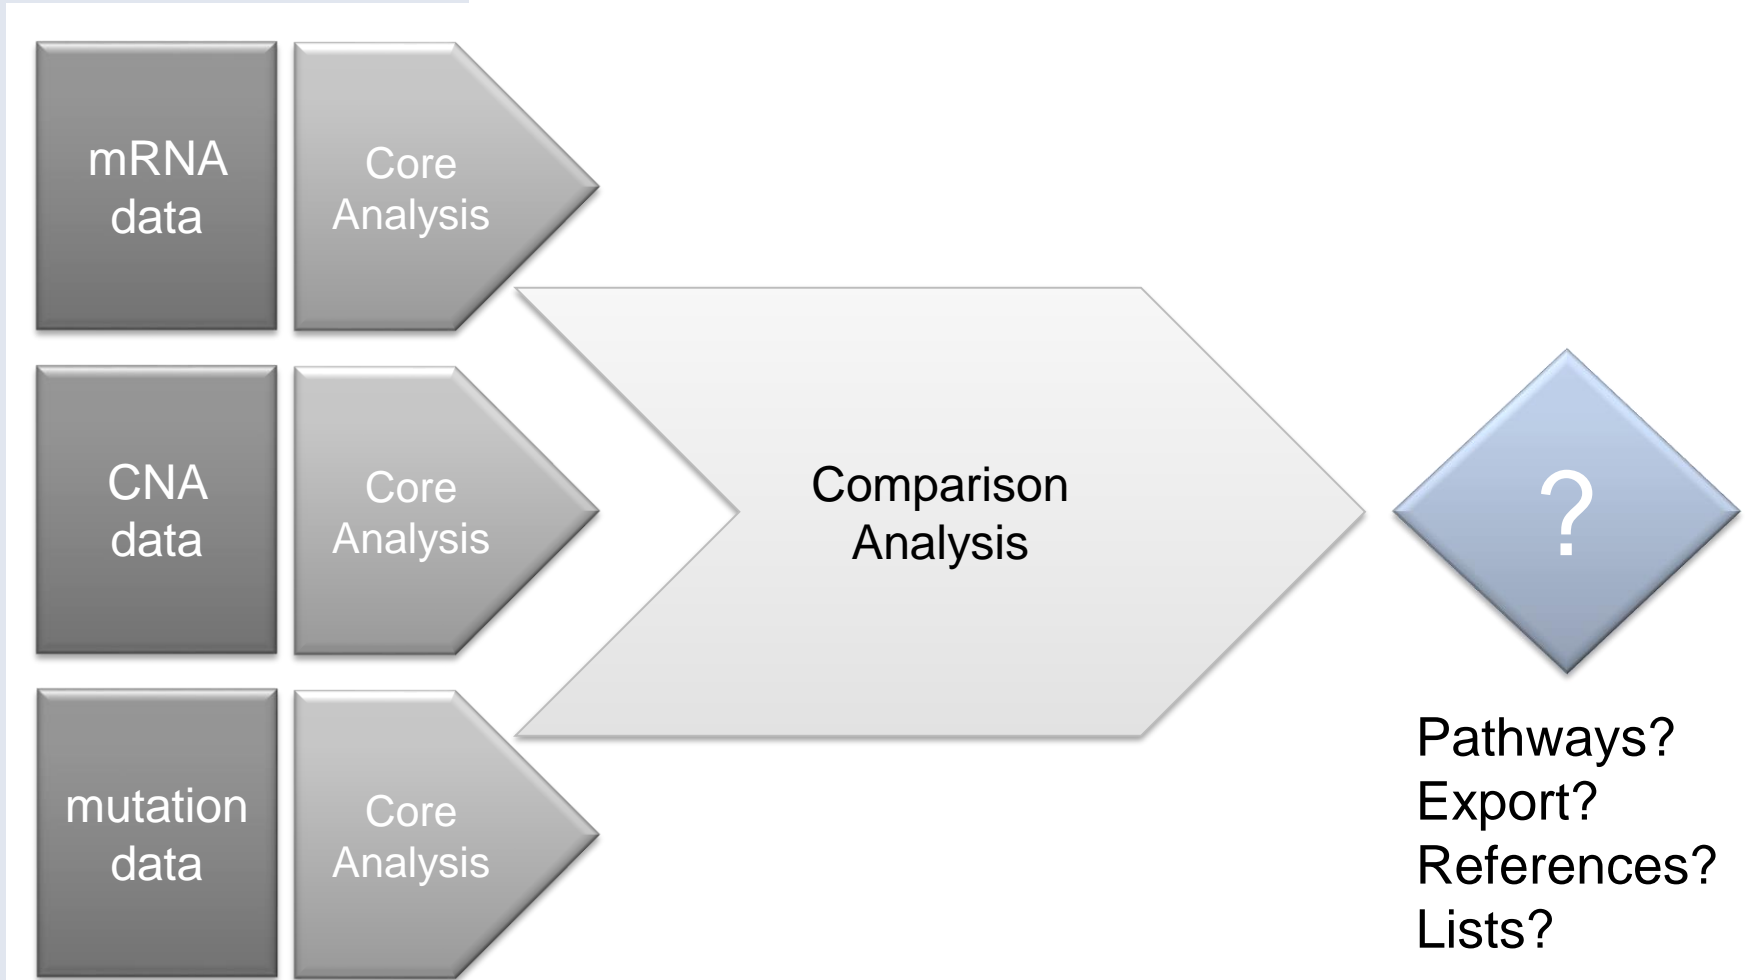 mRNA
data
Core
Analysis
CNA
data
Core
Analysis
mutation
data
Core
Analysis
Comparison
Analysis
?
Pathways?
Export?
References?
Lists?